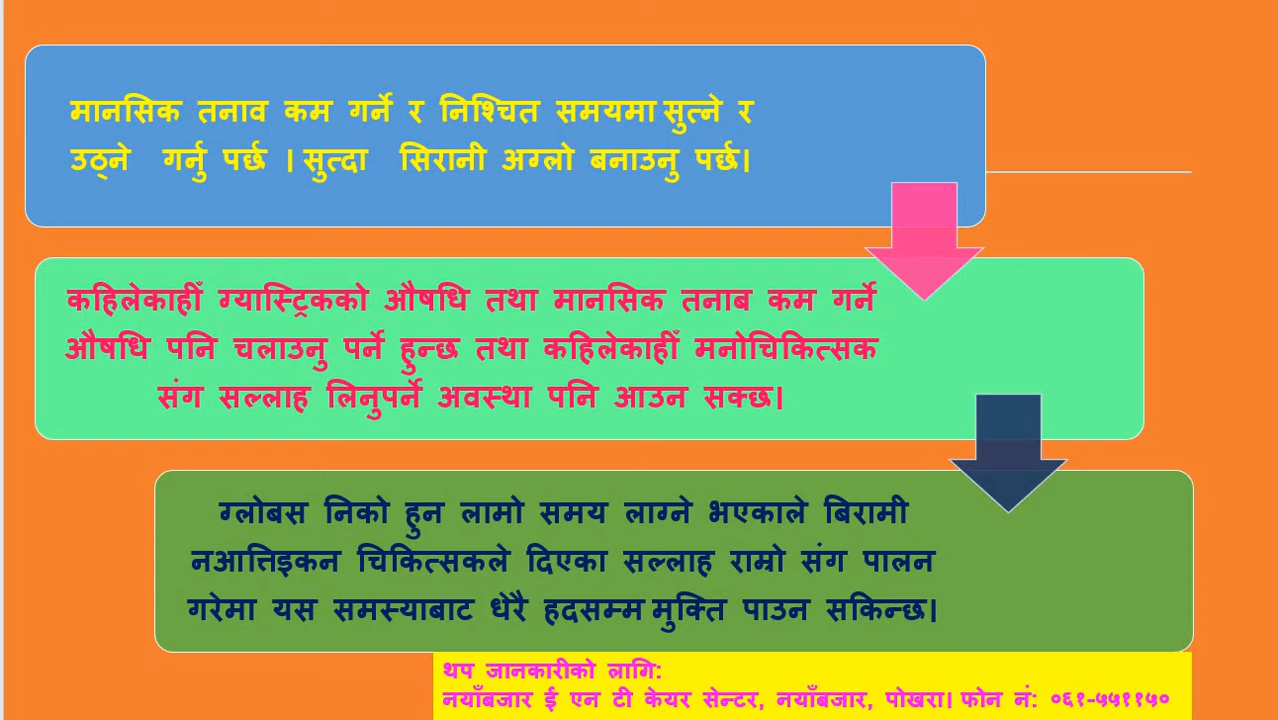 मानसिक तनाव कम गर्ने र निश्चित समयमा सुत्ने र
उठ्ने गर्नु पर्छ । सुत्दा सिरानी अग्लो बनाउनु पर्छ।
कहिलेकाहीँ ग्यास्ट्रिकको औषधि तथा मानसिक तनाब कम गर्ने
औषधि पनि चलाउनु पर्ने हुन्छ तथा कहिलेकाहीँ मनोचिकित्सक
संग सल्लाह लिनुपर्ने अवस्था पनि आउन सक्छ।
ग्लोबस निको हुन लामो समय लाग्ने भएकाले बिरामी
नआत्तिइकन चिकित्सकले दिएका सल्लाह राम्रो संग पालन
गरेमा यस समस्याबाट धेरै हदसम्म मुक्ति पाउन सकिन्छ।
थप जानकारीको लागि:
नयाँबजार ई एन टी केयर सेन्टर, नयाँबजार, पोखरा। फोन नं: ०६१-५५११५०